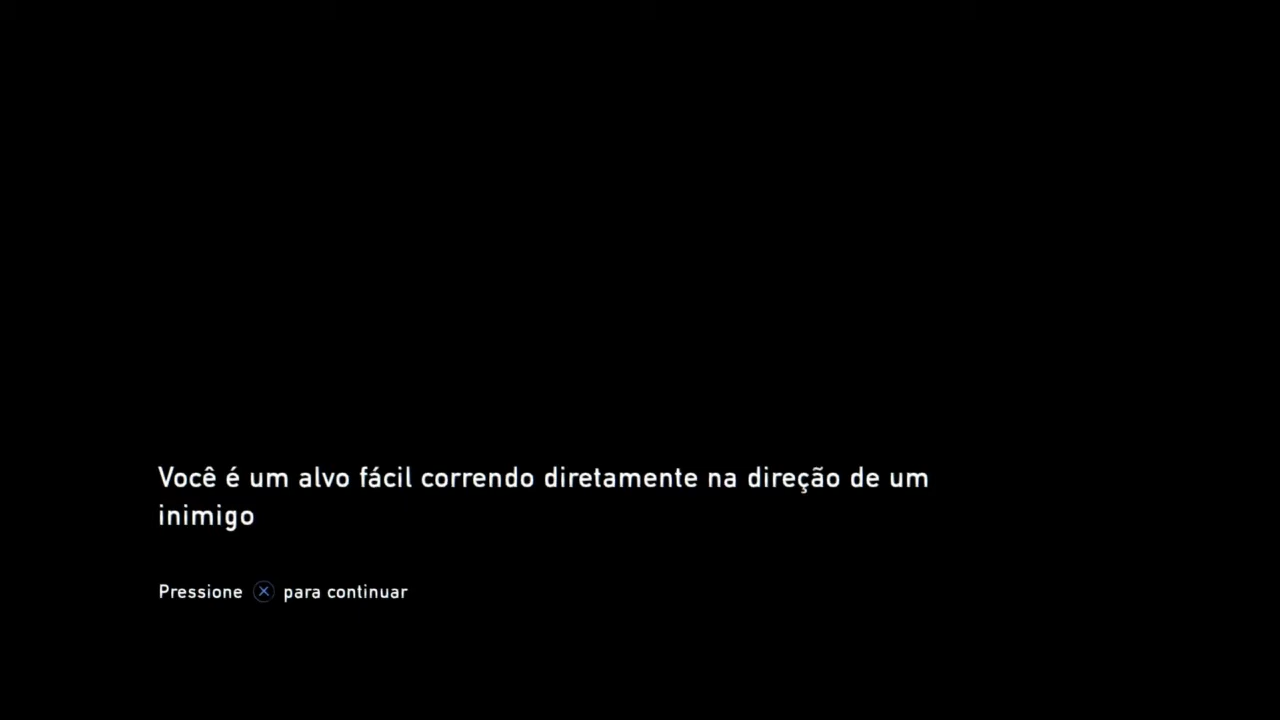 Você é um alvo fácil correndo diretamente na direção de um
inimigo
Pressione ⓧ para continuar